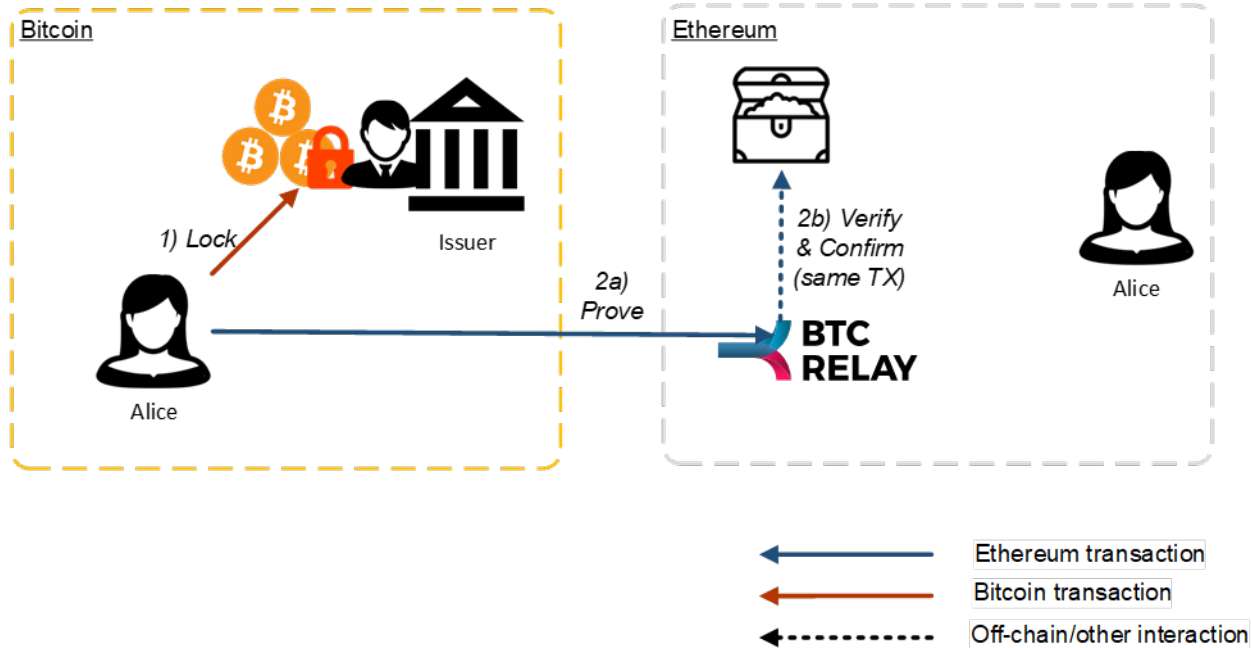 Bitcoin
Ethereum
1) Lock
Issuer
2b) Verify
& Confirm
(same TX)
2a)
Prove
Alice
BTC
RELAY
Alice
Ethereum transaction
Bitcoin transaction
Off-chain/other interaction